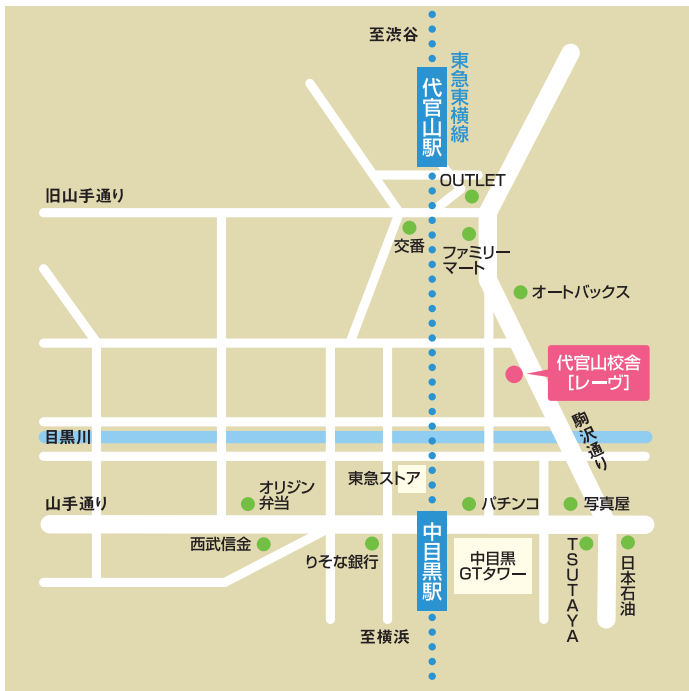 至渋谷
東急東横線
代官山駅
OUTLET
旧山手通り
交番
ファミリー
マート
オートバックス
代官山校舎
[レーヴ]
駒沢通り
目黒川
東急ストア
オリジン
弁当
山手通り
パチンコ
写真屋
西武信金
りそな銀行
中目黒駅
中目黒
GTタワー
TSUTAYA
日本石油
至横浜